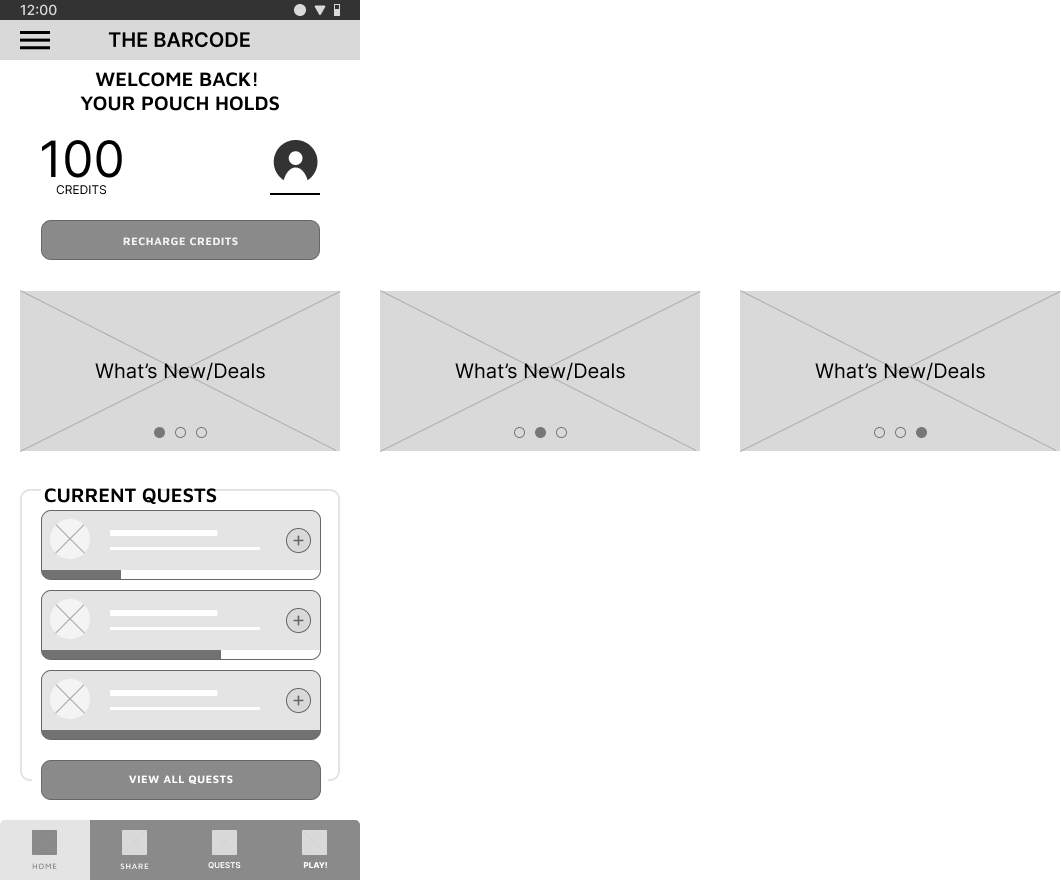 12:00
THE BARCODE
WELCOME BACK!
YOUR POUCH HOLDS
100
CREDITS
RECHARGE CREDITS
What's New/Deals
What's New/Deals
What's New/Deals
CURRENT QUESTS
VIEW ALL QUESTS
HOME
SHARE
QUESTS
PLAY!